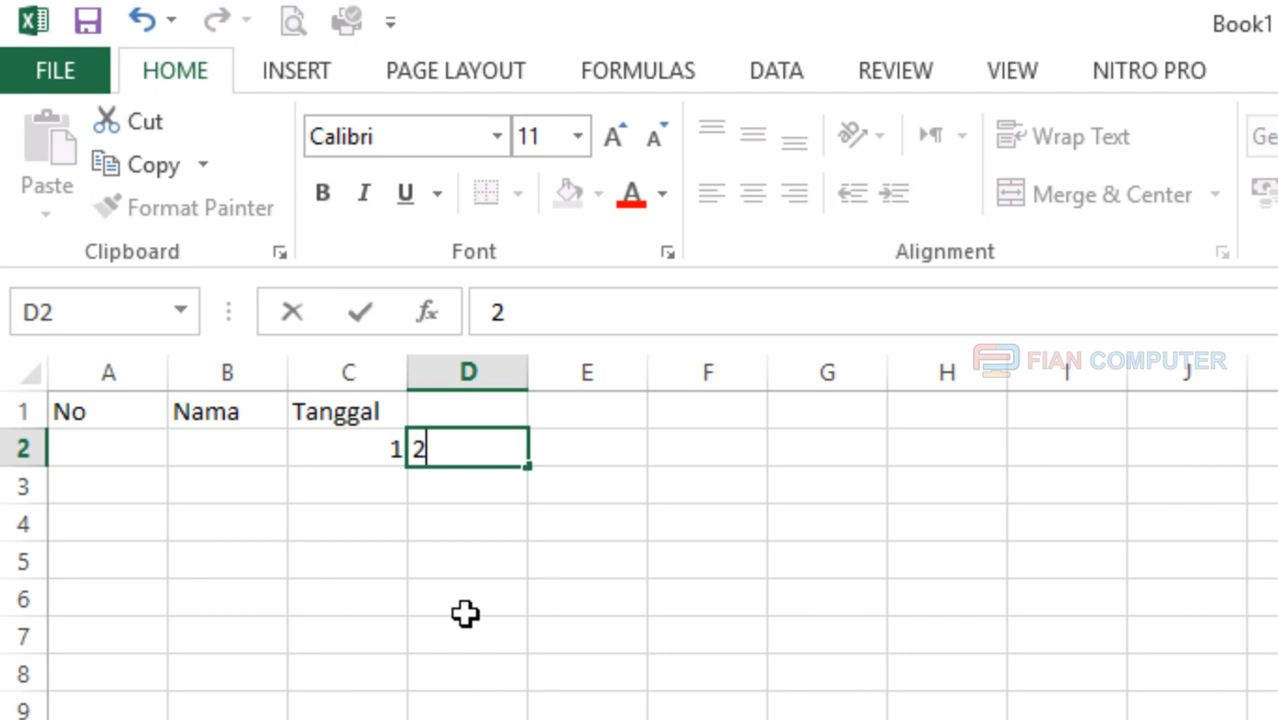 Book1
FILE HOME INSERT PAGE LAYOUT FORMULAS DATA REVIEW VIEW NITRO PRO
Cut
Calibri 11
Wrap Text
Copy
Paste
Format Painter
Merge & Center
Clipboard Font Alignment
D2 fx 2
FIAN COMPUTER
A B C D E F G H I J
1 No Nama Tanggal
2 1 2
3
4
5
6
7
8
9